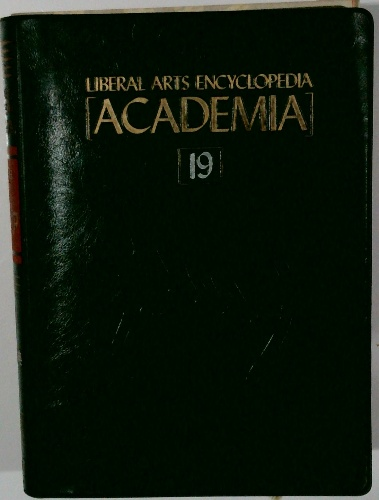 LIBERAL ARTS ENCYCLOPEDIA
[ACADEMIA]
[19]